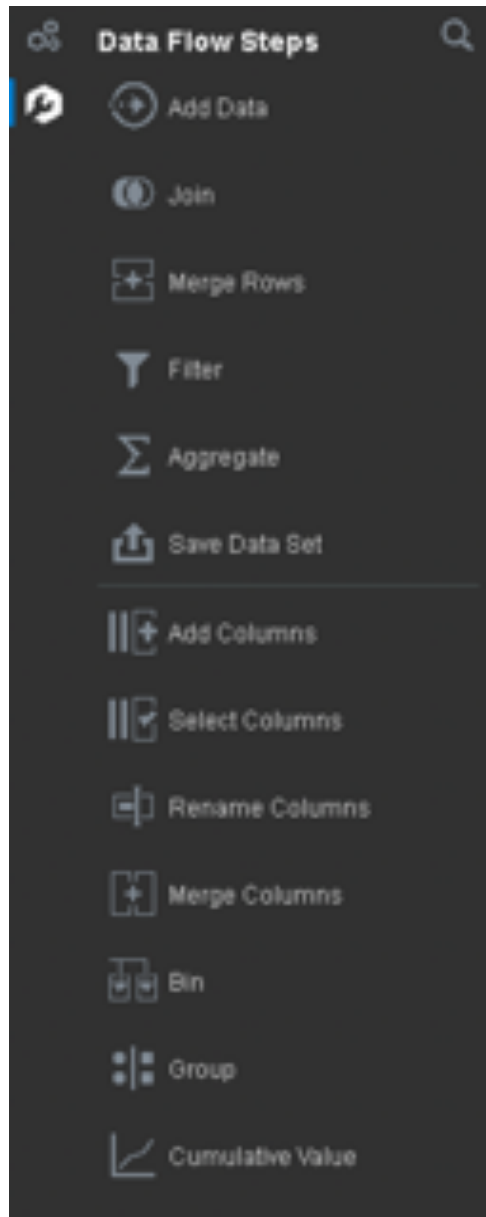 Data Flow Steps
Add Data
Join
Merge Rows
Filter
Aggregate
Save Data Set
Add Columns
Select Columns
Rename Columns
Merge Columns
Bin
Group
Cumulative Value